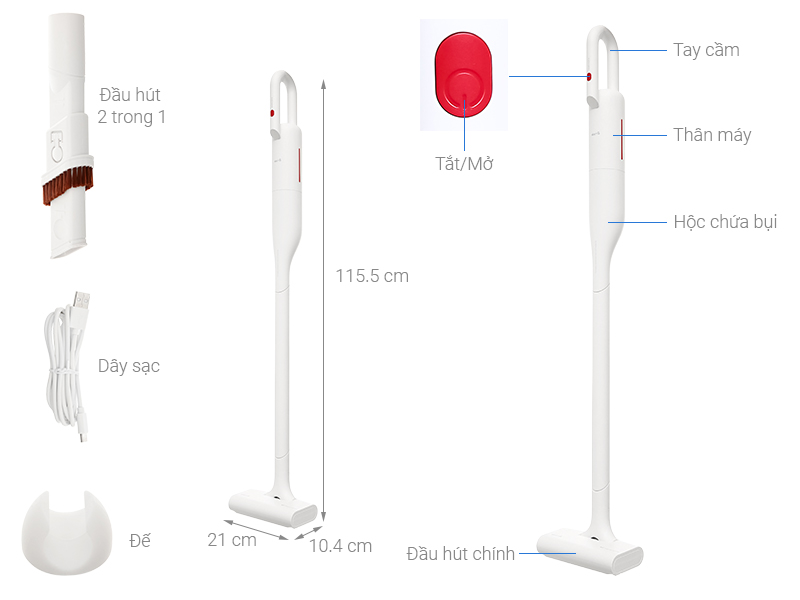 Đầu hút
2 trong 1
Dây sạc
Đế
115.5 cm
21 cm
10.4 cm
Tắt/Mở
Tay cầm
Thân máy
Hộc chứa bụi
Đầu hút chính